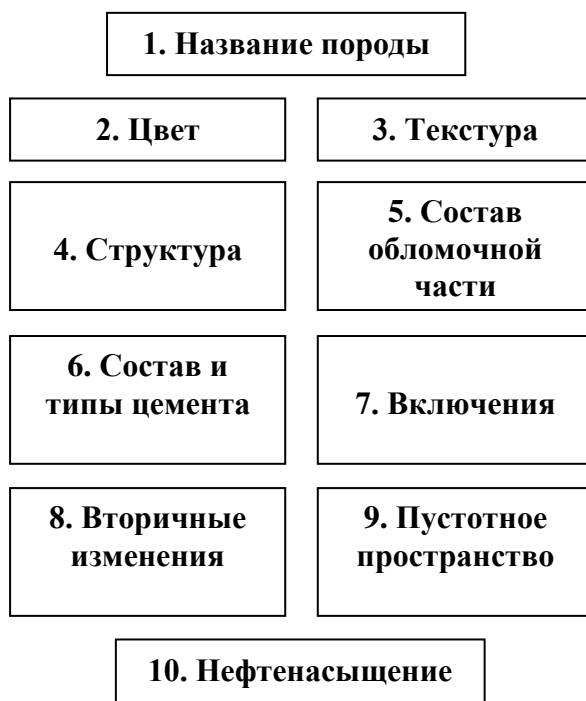 1. Название породы
2. Цвет
3. Текстура
4. Структура
5. Состав
обломочной
части
6. Состав и
типы цемента
7. Включения
8. Вторичные
изменения
9. Пустотное
пространство
10. Нефтенасыщение